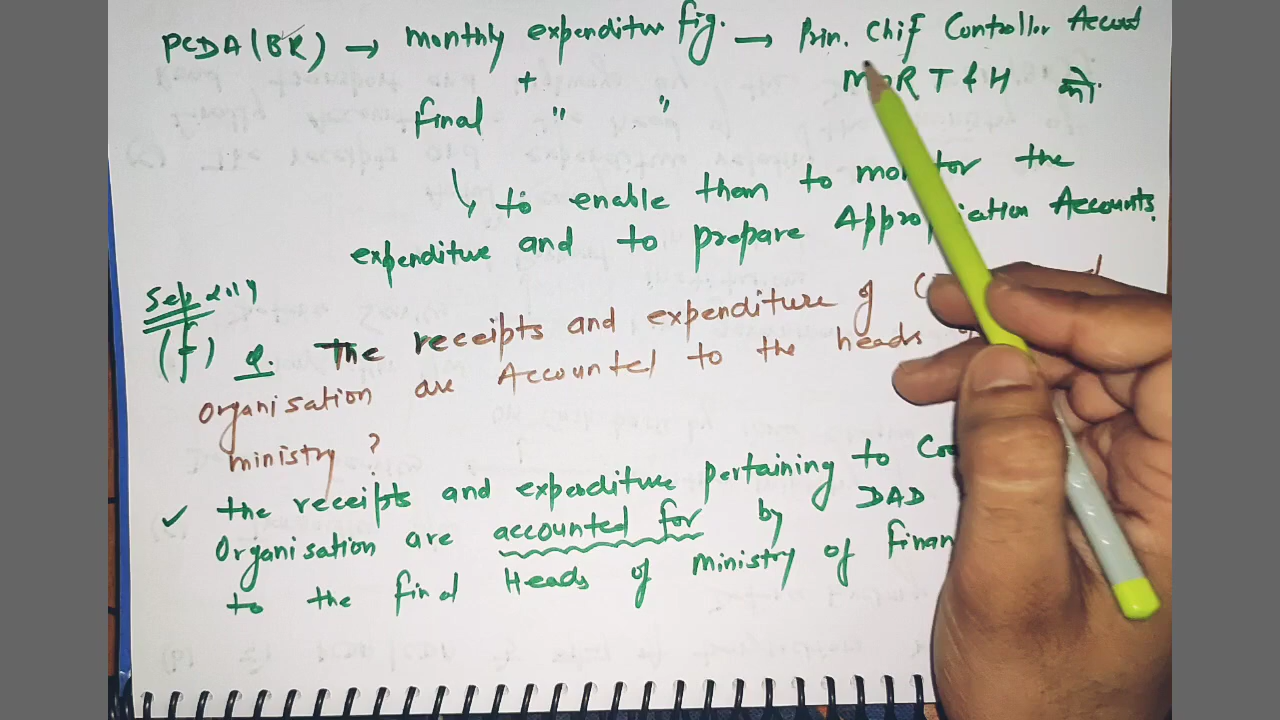 PCDA (BR) → monthly expenditure fig. → Prin. Chif Controller Accout
+ MORT & H को
final " "
↳ to enable them to monitor the
expenditure and to prepare Appropriation Accounts.
Sep 2019
(f) Q. The receipts and expenditure of
organisation are Accounted to the heads
ministry ?
✓ the receipts and expenditure pertaining to
Organisation are accounted for by DAD
to the final Heads of ministry of